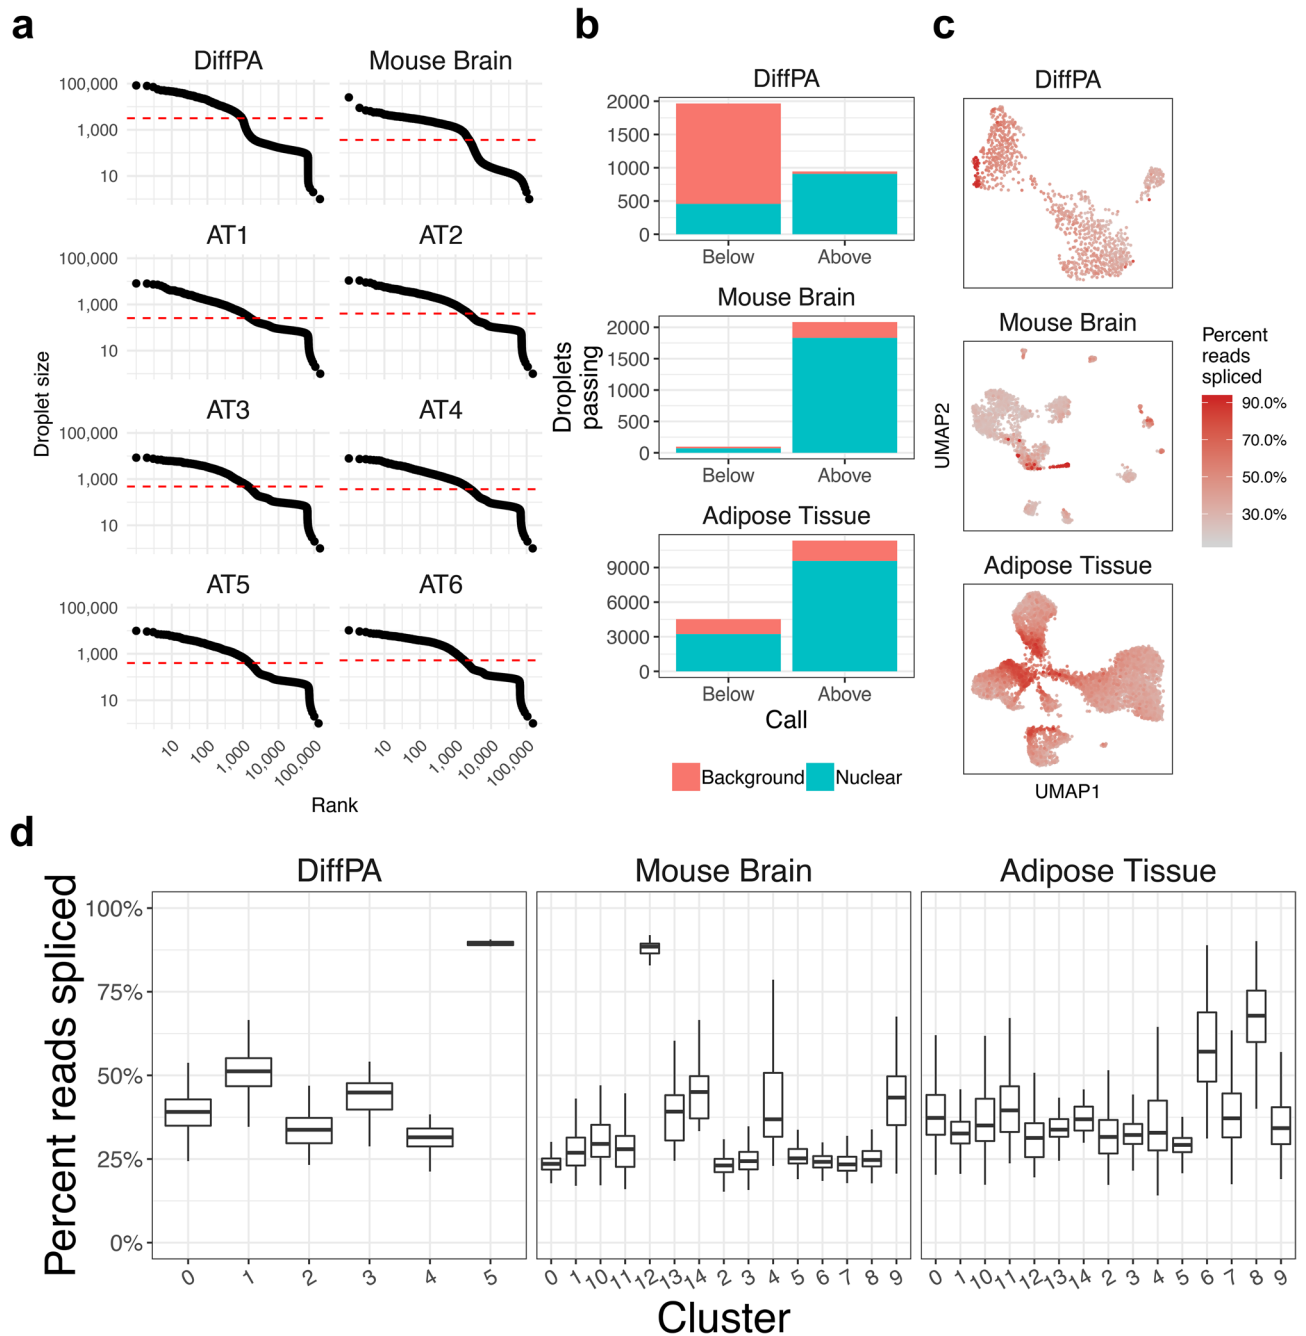 a
DiffPA
Mouse Brain
100,000
1,000
10
AT1
AT2
100,000
1,000
10
AT3
AT4
100,000
1,000
10
AT5
AT6
100,000
1,000
10
10
100
1,000
10,000
100,000
10
100
1,000
10,000
100,000
Droplet size
Rank
b
DiffPA
2000
1500
1000
500
0
Below
Above
Mouse Brain
2000
1500
1000
500
0
Below
Above
Adipose Tissue
9000
6000
3000
0
Below
Above
Droplets
passing
Call
Background
Nuclear
c
DiffPA
Mouse Brain
Adipose Tissue
UMAP2
UMAP1
Percent
reads
spliced
90.0%
70.0%
50.0%
30.0%
d
DiffPA
Mouse Brain
Adipose Tissue
Percent reads spliced
100%
75%
50%
25%
0%
0
1
2
3
4
5
0
1
10
11
12
13
14
2
3
4
5
6
7
8
9
0
1
10
11
12
13
14
2
3
4
5
6
7
8
9
Cluster